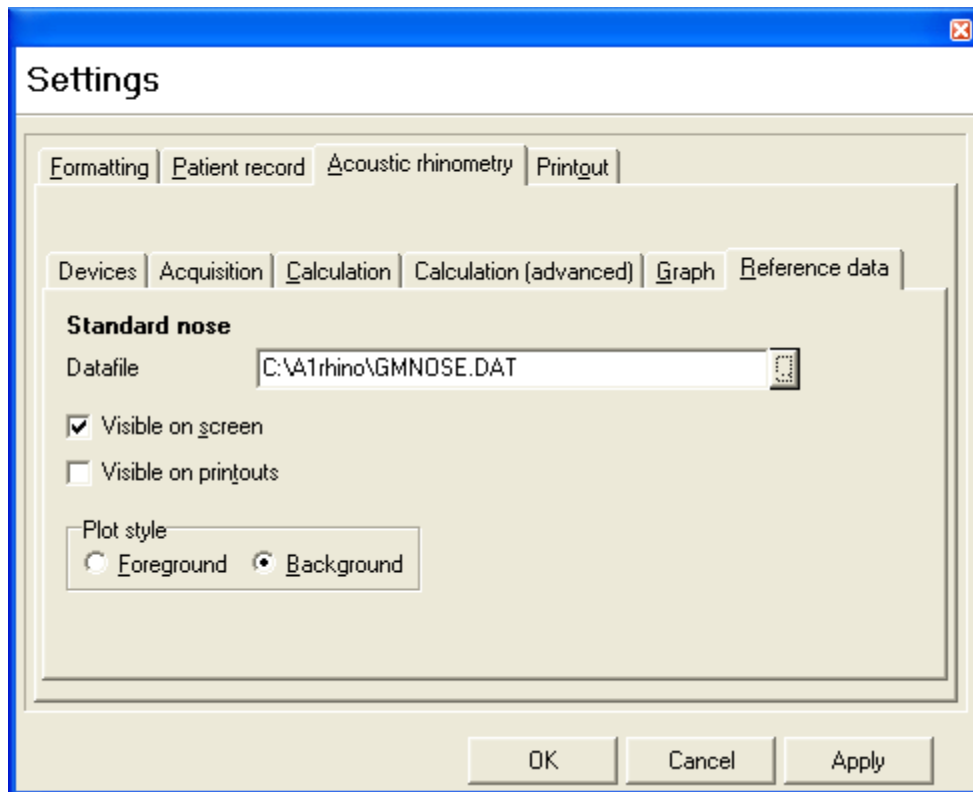 Settings
Formatting Patient record Acoustic rhinometry Printout
Devices Acquisition Calculation Calculation (advanced) Graph Reference data
Standard nose
Datafile C:\A1rhino\GMNOSE.DAT
Visible on screen
Visible on printouts
Plot style
Foreground Background
OK Cancel Apply